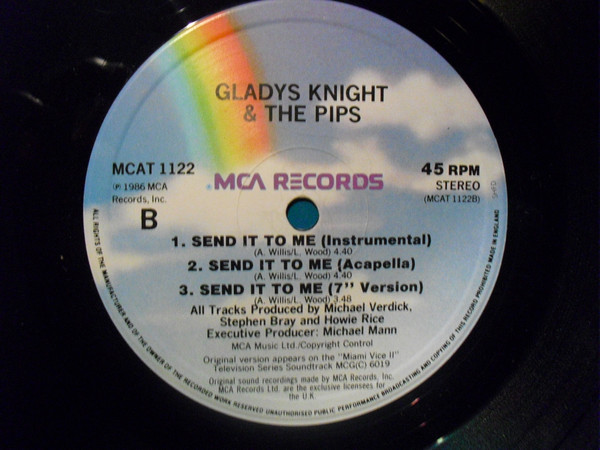 GLADYS KNIGHT
& THE PIPS
MCAT 1122
℗ 1986 MCA
Records, Inc.
B
MCA RECORDS
45 RPM
STEREO
(MCAT 1122B)
1. SEND IT TO ME (Instrumental)
(A. Willis/L. Wood) 4.40
2. SEND IT TO ME (Acapella)
(A. Willis/L. Wood) 4.40
3. SEND IT TO ME (7" Version)
(A. Willis/L. Wood) 3.48
All Tracks Produced by Michael Verdick,
Stephen Bray and Howie Rice
Executive Producer: Michael Mann
MCA Music Ltd./Copyright Control
Original version appears on the "Miami Vice II"
Television Series Soundtrack MCG(C) 6019
Original sound recordings made by MCA Records, Inc.
MCA Records Ltd. are the exclusive licensees for
the U.K.
ALL RIGHTS OF THE MANUFACTURER AND OF THE OWNER OF THE RECORDED WORK RESERVED UNAUTHORISED PUBLIC PERFORMANCE BROADCASTING AND COPYING OF THIS RECORD PROHIBITED MADE IN ENGLAND